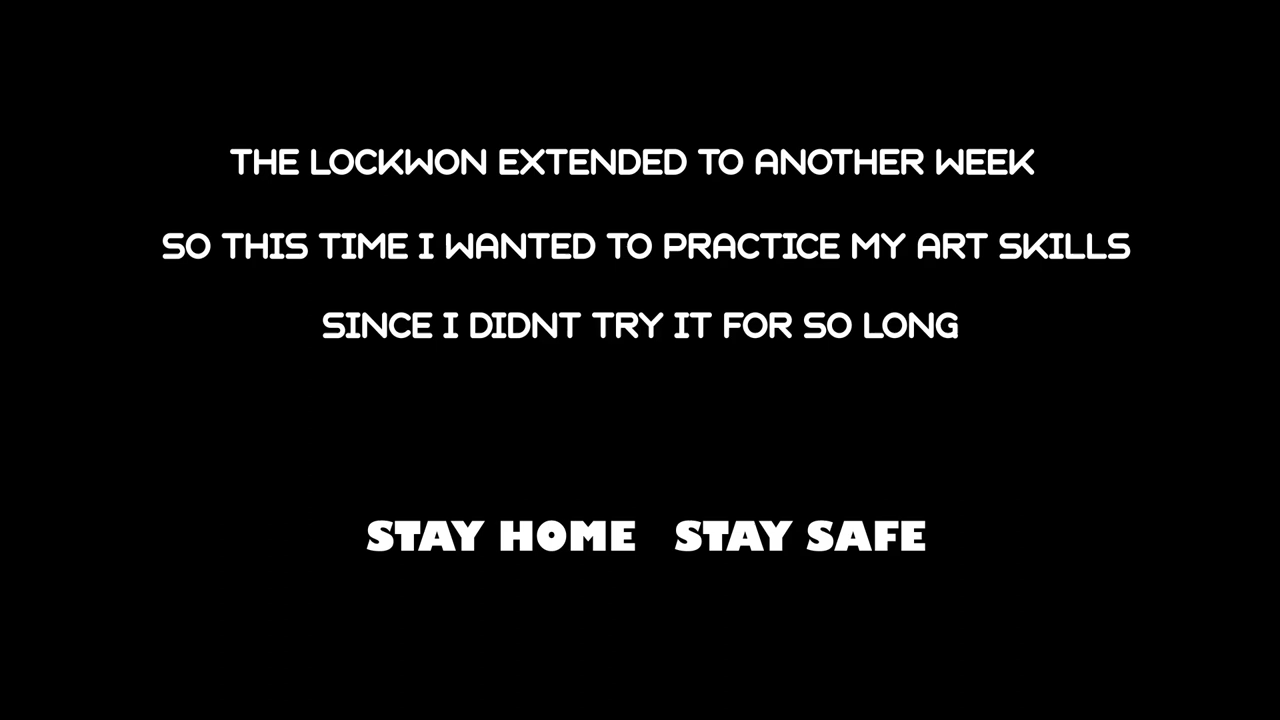 THE LOCKWON EXTENDED TO ANOTHER WEEK
SO THIS TIME I WANTED TO PRACTICE MY ART SKILLS
SINCE I DIDNT TRY IT FOR SO LONG
STAY HOME STAY SAFE